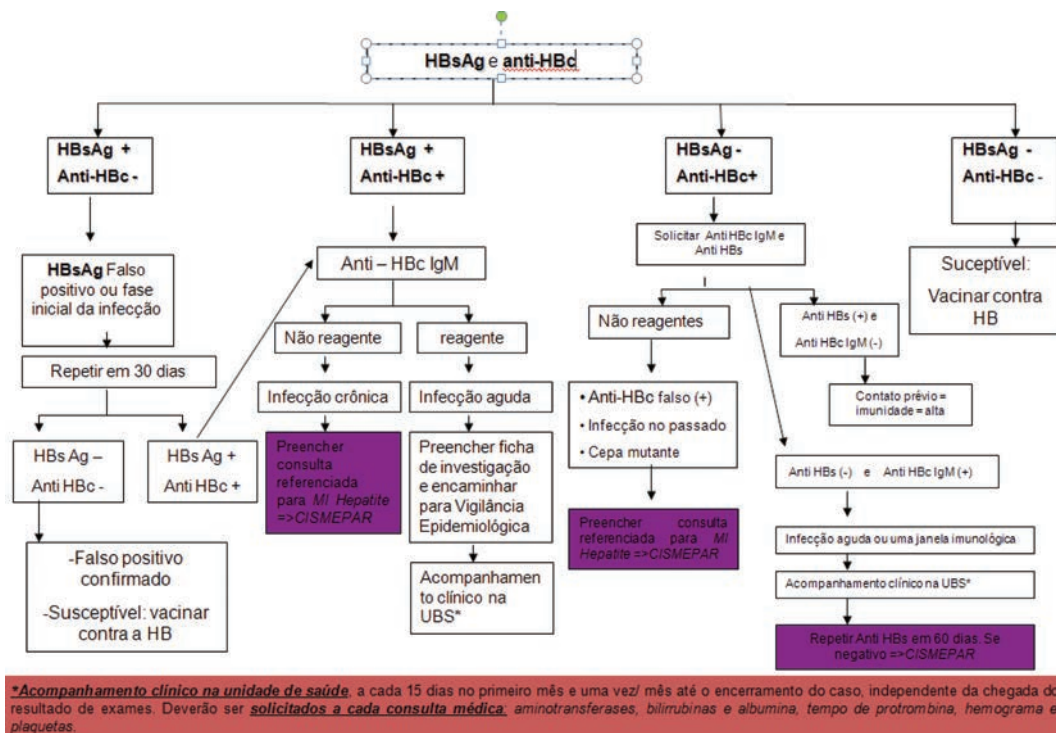 HBsAg e anti-HBc
HBsAg +
Anti-HBc -
HBsAg +
Anti-HBc +
HBsAg -
Anti-HBc+
HBsAg -
Anti-HBc -
HBsAg Falso
positivo ou fase
inicial da infecção
Repetir em 30 dias
HBs Ag –
Anti HBc -
HBs Ag +
Anti HBc +
-Falso positivo
confirmado
-Susceptível: vacinar
contra a HB
Anti – HBc IgM
Não reagente
reagente
Infecção crônica
Infecção aguda
Preencher
consulta
referenciada
para MI Hepatite
=>CISMEPAR
Preencher ficha
de investigação
e encaminhar
para Vigilância
Epidemiológica
Acompanhamen
to clínico na
UBS*
Solicitar Anti HBc IgM e
Anti HBs
Não reagentes
• Anti-HBc falso (+)
• Infecção no passado
• Cepa mutante
Preencher consulta
referenciada para MI
Hepatite =>CISMEPAR
Anti HBs (+) e
Anti HBc IgM (-)
Contato prévio =
imunidade = alta
Anti HBs (-) e Anti HBc IgM (+)
Infecção aguda ou uma janela imunológica
Acompanhamento clínico na UBS*
Repetir Anti HBs em 60 dias. Se
negativo =>CISMEPAR
Suceptível:
Vacinar contra
HB
*Acompanhamento clínico na unidade de saúde, a cada 15 dias no primeiro mês e uma vez/ mês até o encerramento do caso, independente da chegada do
resultado de exames. Deverão ser solicitados a cada consulta médica: aminotransferases, bilirrubinas e albumina, tempo de protrombina, hemograma e
plaquetas.